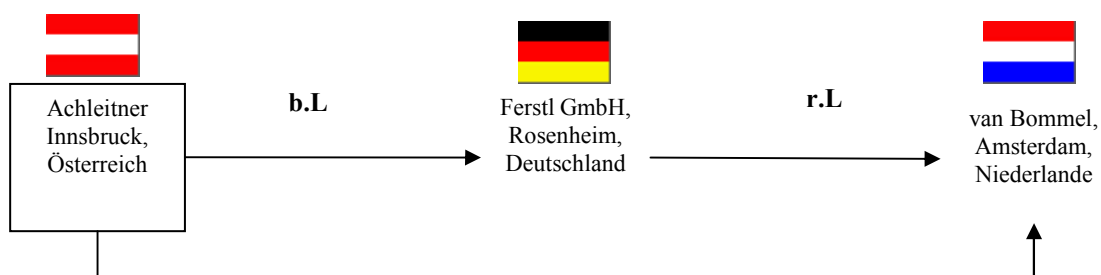 Achleitner
Innsbruck,
Österreich
b.L
Ferstl GmbH,
Rosenheim,
Deutschland
r.L
van Bommel,
Amsterdam,
Niederlande